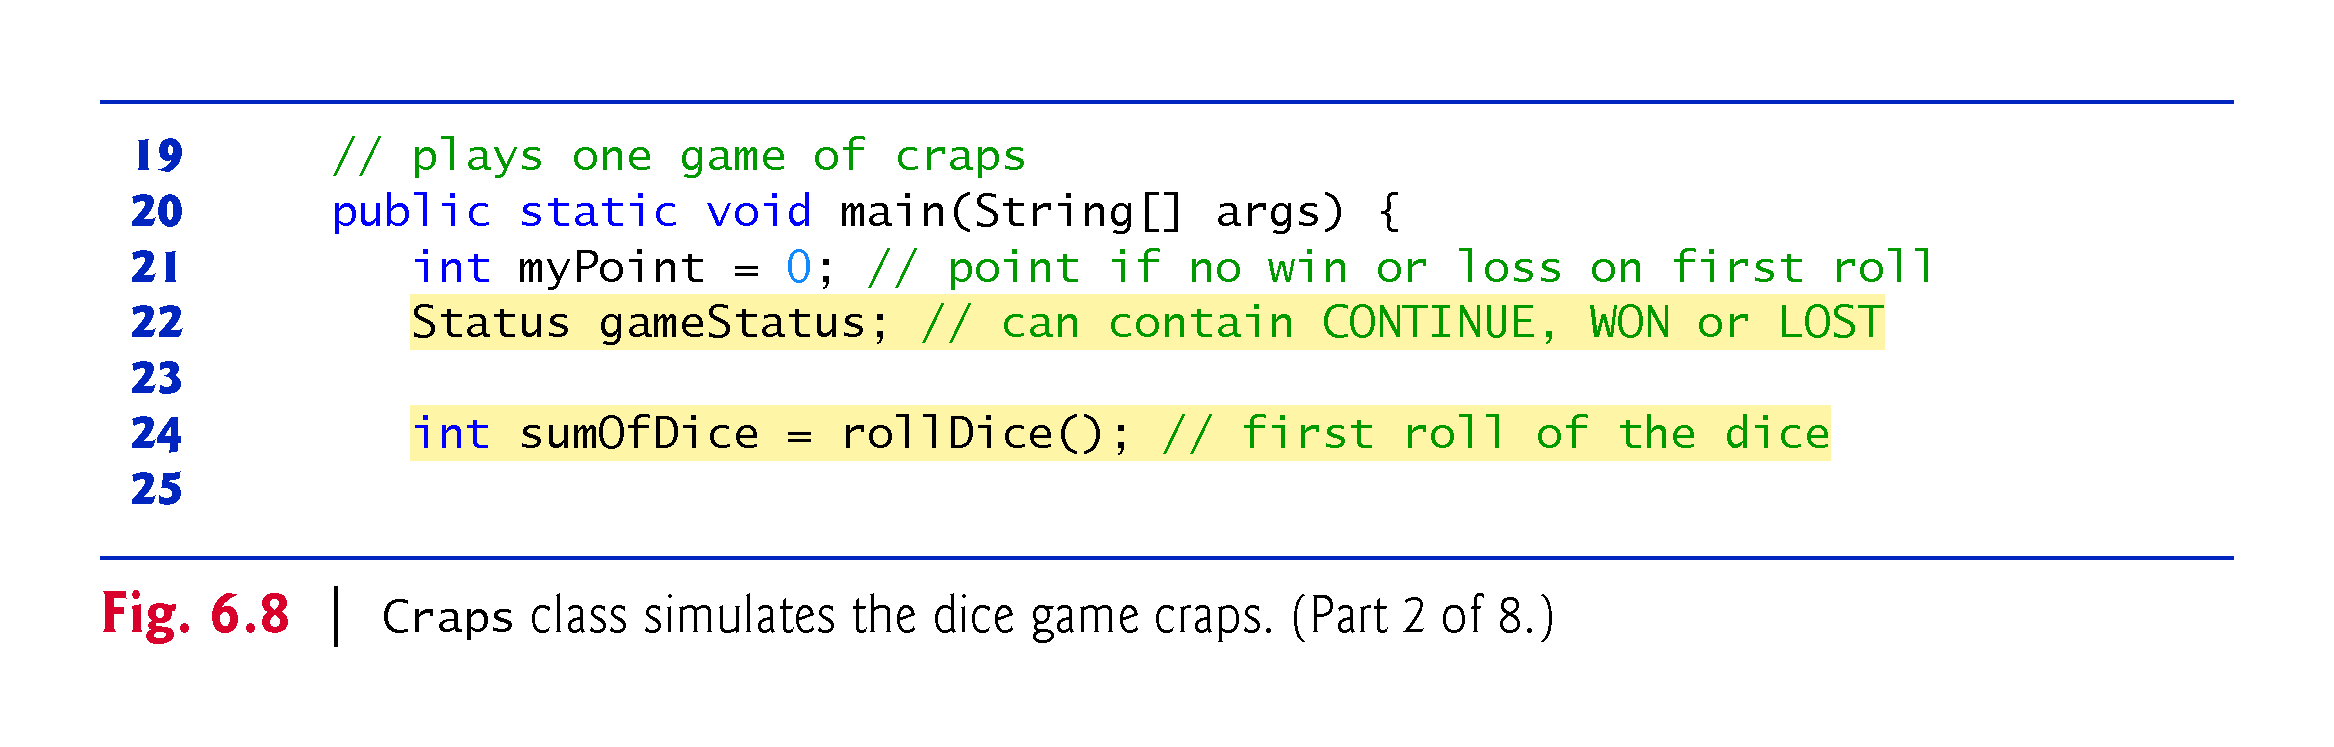 19 // plays one game of craps
20 public static void main(String[] args) {
21 int myPoint = 0; // point if no win or loss on first roll
22 Status gameStatus; // can contain CONTINUE, WON or LOST
23
24 int sumOfDice = rollDice(); // first roll of the dice
25
Fig. 6.8 | Craps class simulates the dice game craps. (Part 2 of 8.)